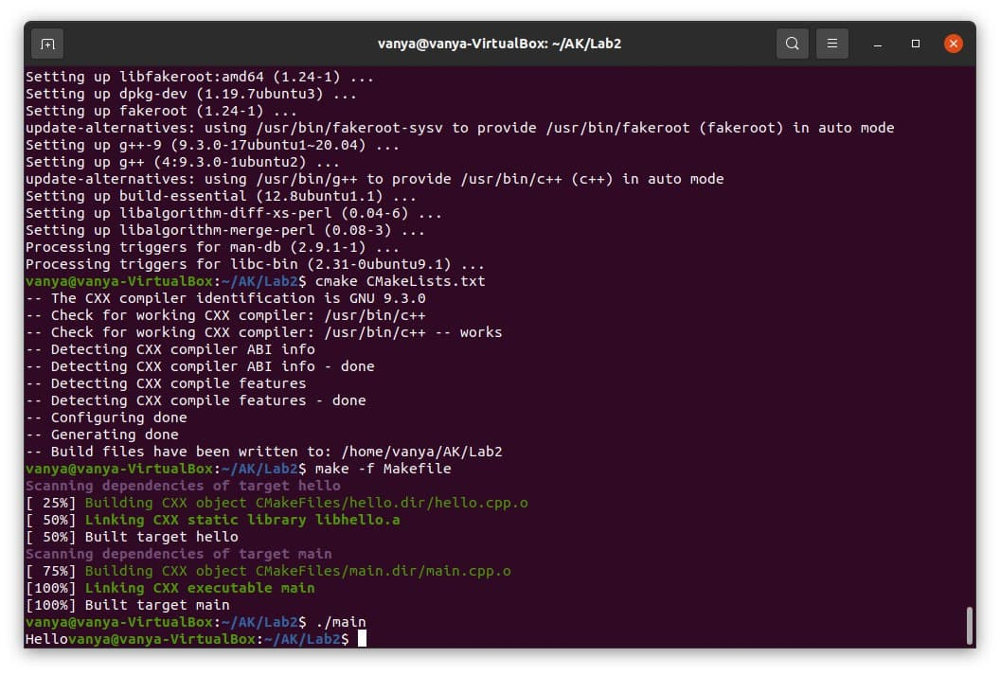 vanya@vanya-VirtualBox: ~/AK/Lab2
Setting up libfakeroot:amd64 (1.24-1) ...
Setting up dpkg-dev (1.19.7ubuntu3) ...
Setting up fakeroot (1.24-1) ...
update-alternatives: using /usr/bin/fakeroot-sysv to provide /usr/bin/fakeroot (fakeroot) in auto mode
Setting up g++-9 (9.3.0-17ubuntu1~20.04) ...
Setting up g++ (4:9.3.0-1ubuntu2) ...
update-alternatives: using /usr/bin/g++ to provide /usr/bin/c++ (c++) in auto mode
Setting up build-essential (12.8ubuntu1.1) ...
Setting up libalgorithm-diff-xs-perl (0.04-6) ...
Setting up libalgorithm-merge-perl (0.08-3) ...
Processing triggers for man-db (2.9.1-1) ...
Processing triggers for libc-bin (2.31-0ubuntu9.1) ...
vanya@vanya-VirtualBox:~/AK/Lab2$ cmake CMakeLists.txt
-- The CXX compiler identification is GNU 9.3.0
-- Check for working CXX compiler: /usr/bin/c++
-- Check for working CXX compiler: /usr/bin/c++ -- works
-- Detecting CXX compiler ABI info
-- Detecting CXX compiler ABI info - done
-- Detecting CXX compile features
-- Detecting CXX compile features - done
-- Configuring done
-- Generating done
-- Build files have been written to: /home/vanya/AK/Lab2
vanya@vanya-VirtualBox:~/AK/Lab2$ make -f Makefile
Scanning dependencies of target hello
[ 25%] Building CXX object CMakeFiles/hello.dir/hello.cpp.o
[ 50%] Linking CXX static library libhello.a
[ 50%] Built target hello
Scanning dependencies of target main
[ 75%] Building CXX object CMakeFiles/main.dir/main.cpp.o
[100%] Linking CXX executable main
[100%] Built target main
vanya@vanya-VirtualBox:~/AK/Lab2$ ./main
Hellovanya@vanya-VirtualBox:~/AK/Lab2$